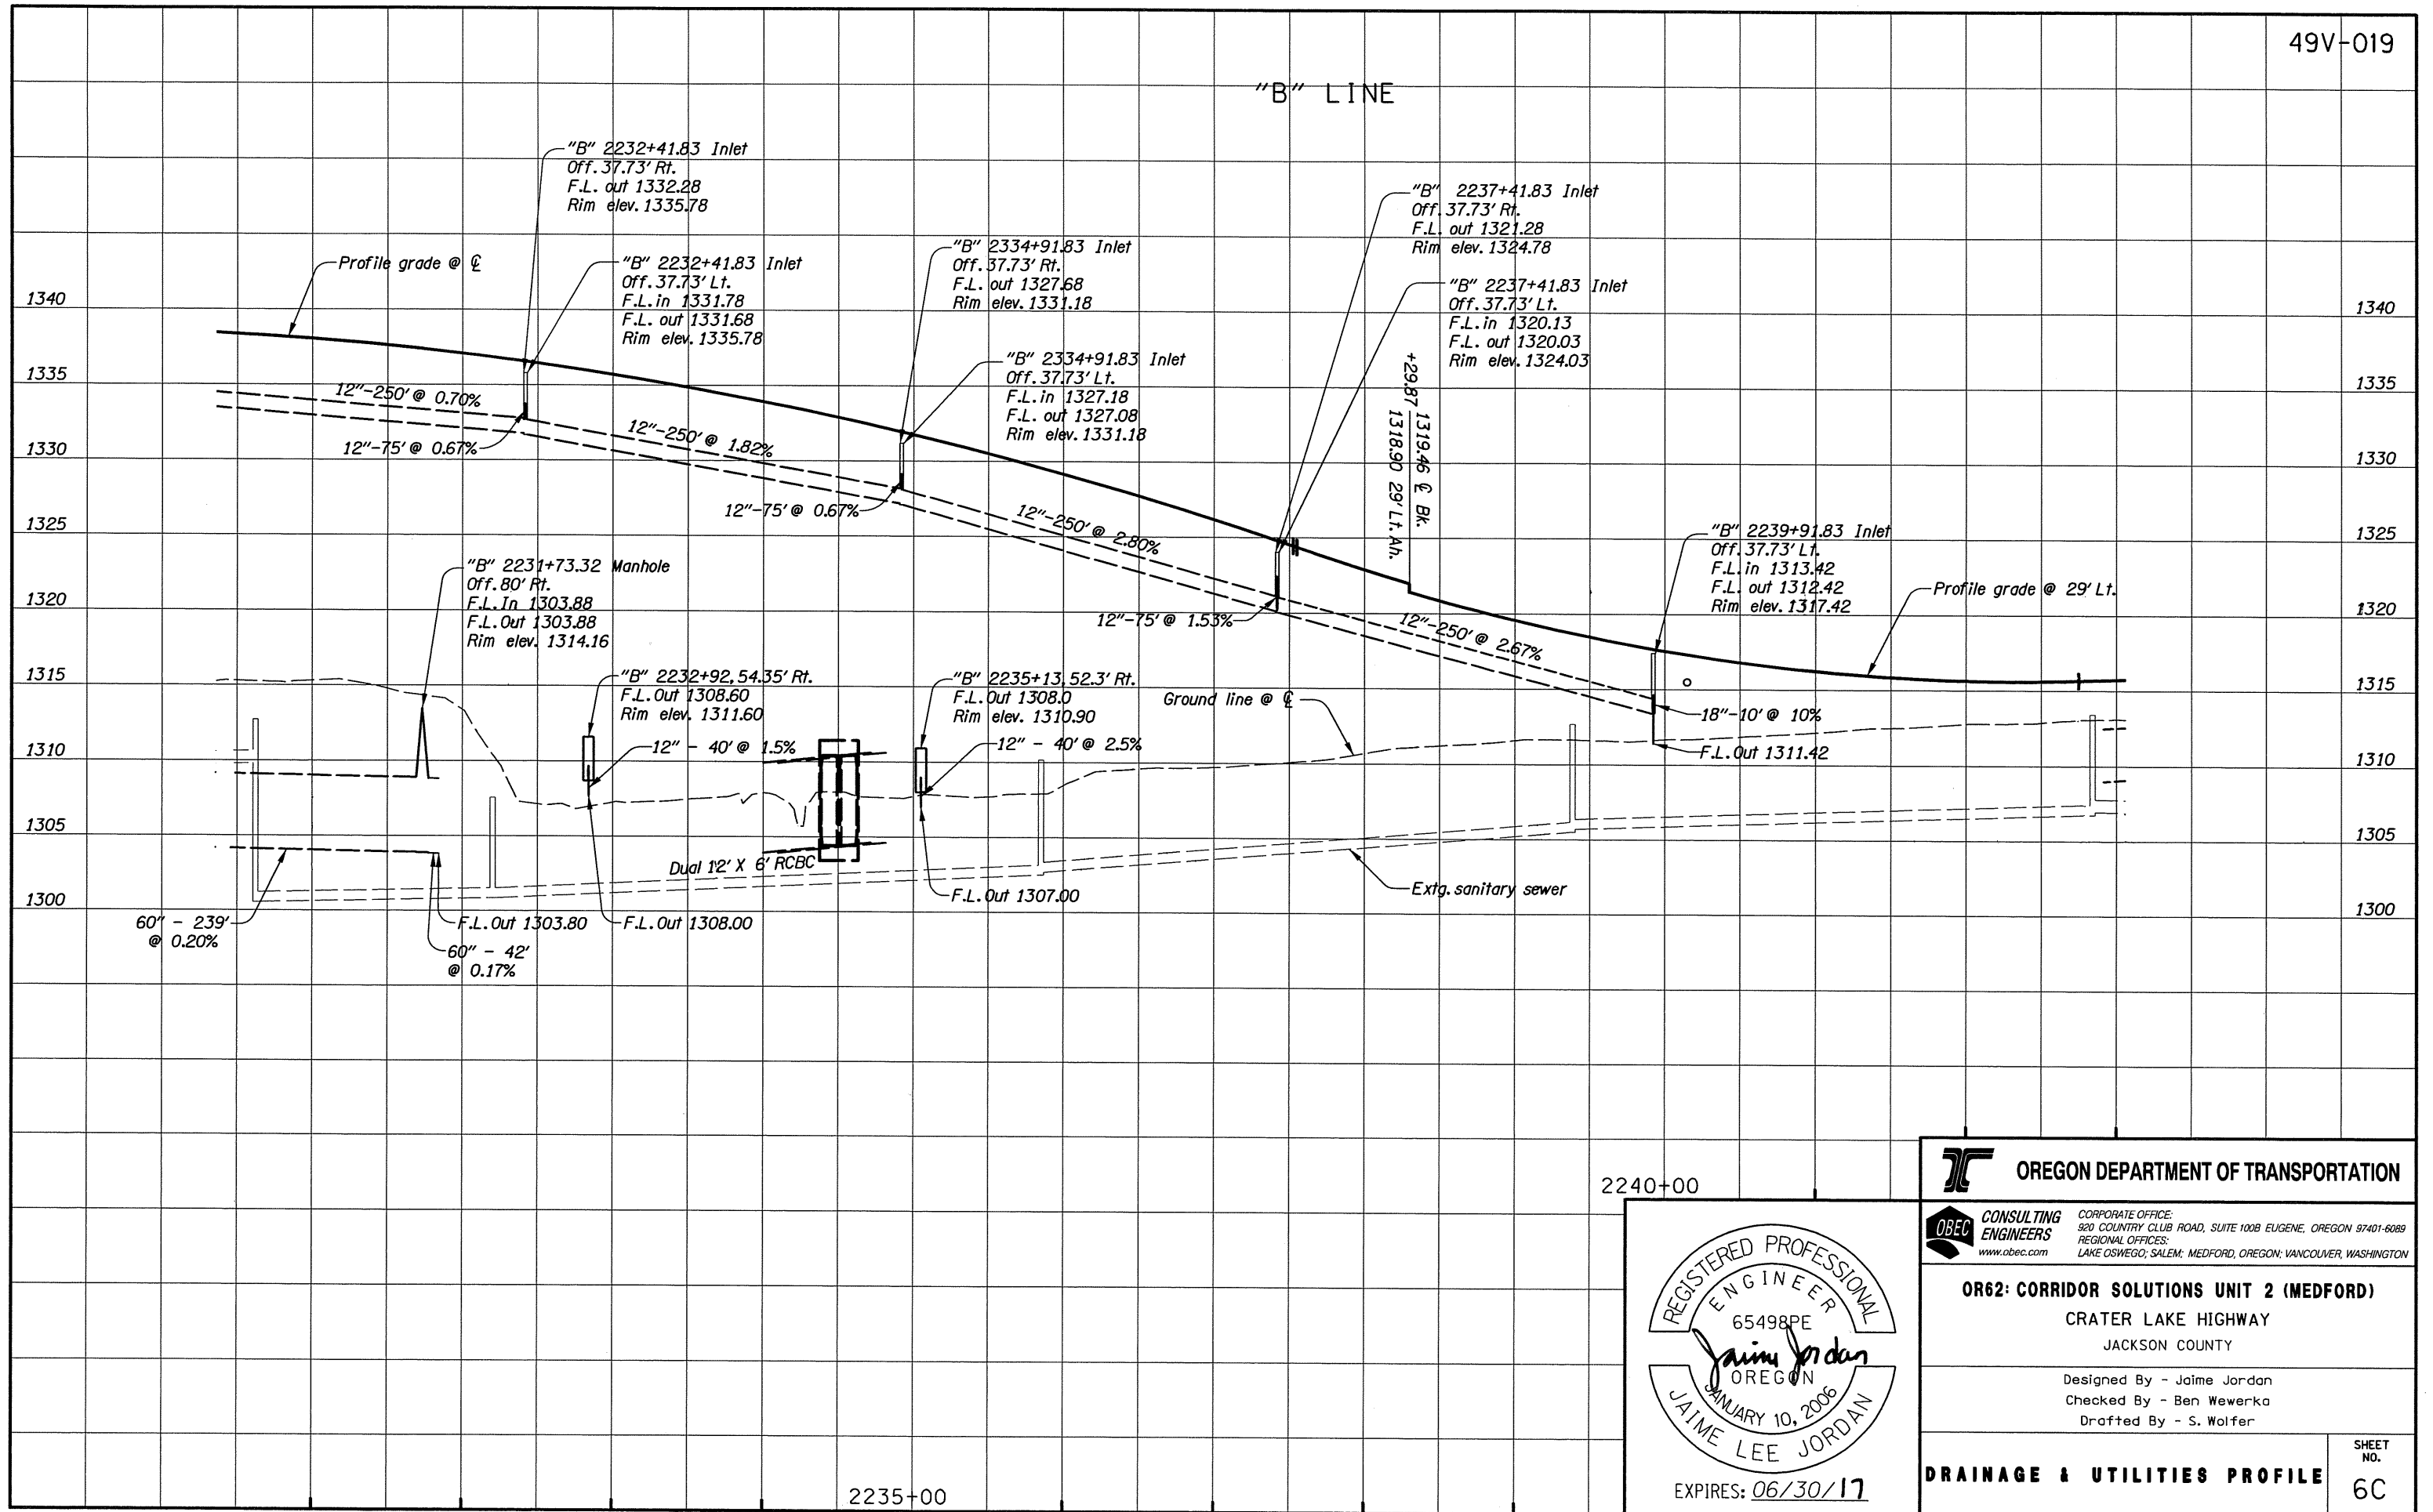 49V-019
"B" LINE
"B" 2232+41.83 Inlet
Off. 37.73' Rt.
F.L. out 1332.28
Rim elev. 1335.78
"B" 2237+41.83 Inlet
Off. 37.73' Rt.
F.L. out 1321.28
Rim elev. 1324.78
Profile grade @ ℄
"B" 2232+41.83 Inlet
Off. 37.73' Lt.
F.L. in 1331.78
F.L. out 1331.68
Rim elev. 1335.78
"B" 2334+91.83 Inlet
Off. 37.73' Rt.
F.L. out 1327.68
Rim elev. 1331.18
"B" 2237+41.83 Inlet
Off. 37.73' Lt.
F.L. in 1320.13
F.L. out 1320.03
Rim elev. 1324.03
"B" 2334+91.83 Inlet
Off. 37.73' Lt.
F.L. in 1327.18
F.L. out 1327.08
Rim elev. 1331.18
+29.87
1319.46 ℄ Bk.
1318.90 29' Lt. Ah.
1340
1335
1330
1325
1320
1315
1310
1305
1300
1340
1335
1330
1325
1320
1315
1310
1305
1300
12"-250' @ 0.70%
12"-75' @ 0.67%
12"-250' @ 1.82%
12"-75' @ 0.67%
12"-250' @ 2.80%
12"-75' @ 1.53%
12"-250' @ 2.67%
"B" 2239+91.83 Inlet
Off. 37.73' Lt.
F.L. in 1313.42
F.L. out 1312.42
Rim elev. 1317.42
Profile grade @ 29' Lt.
18"-10' @ 10%
F.L. Out 1311.42
"B" 2231+73.32 Manhole
Off. 80' Rt.
F.L. In 1303.88
F.L. Out 1303.88
Rim elev. 1314.16
"B" 2232+92, 54.35' Rt.
F.L. Out 1308.60
Rim elev. 1311.60
12" - 40' @ 1.5%
"B" 2235+13, 52.3' Rt.
F.L. Out 1308.0
Rim elev. 1310.90
12" - 40' @ 2.5%
Ground line @ ℄
Dual 12' X 6' RCBC
F.L. Out 1307.00
Extg. sanitary sewer
60" - 239'
@ 0.20%
F.L. Out 1303.80
F.L. Out 1308.00
60" - 42'
@ 0.17%
2240+00
2235+00
REGISTERED PROFESSIONAL
ENGINEER
65498PE
Jaime Jordan
OREGON
JANUARY 10, 2006
JAIME LEE JORDAN
EXPIRES: 06/30/17
OREGON DEPARTMENT OF TRANSPORTATION
OBEC
CONSULTING
ENGINEERS
www.obec.com
CORPORATE OFFICE:
920 COUNTRY CLUB ROAD, SUITE 100B EUGENE, OREGON 97401-6089
REGIONAL OFFICES:
LAKE OSWEGO; SALEM; MEDFORD, OREGON; VANCOUVER, WASHINGTON
OR62: CORRIDOR SOLUTIONS UNIT 2 (MEDFORD)
CRATER LAKE HIGHWAY
JACKSON COUNTY
Designed By - Jaime Jordan
Checked By - Ben Wewerka
Drafted By - S. Wolfer
DRAINAGE & UTILITIES PROFILE
SHEET
NO.
6C